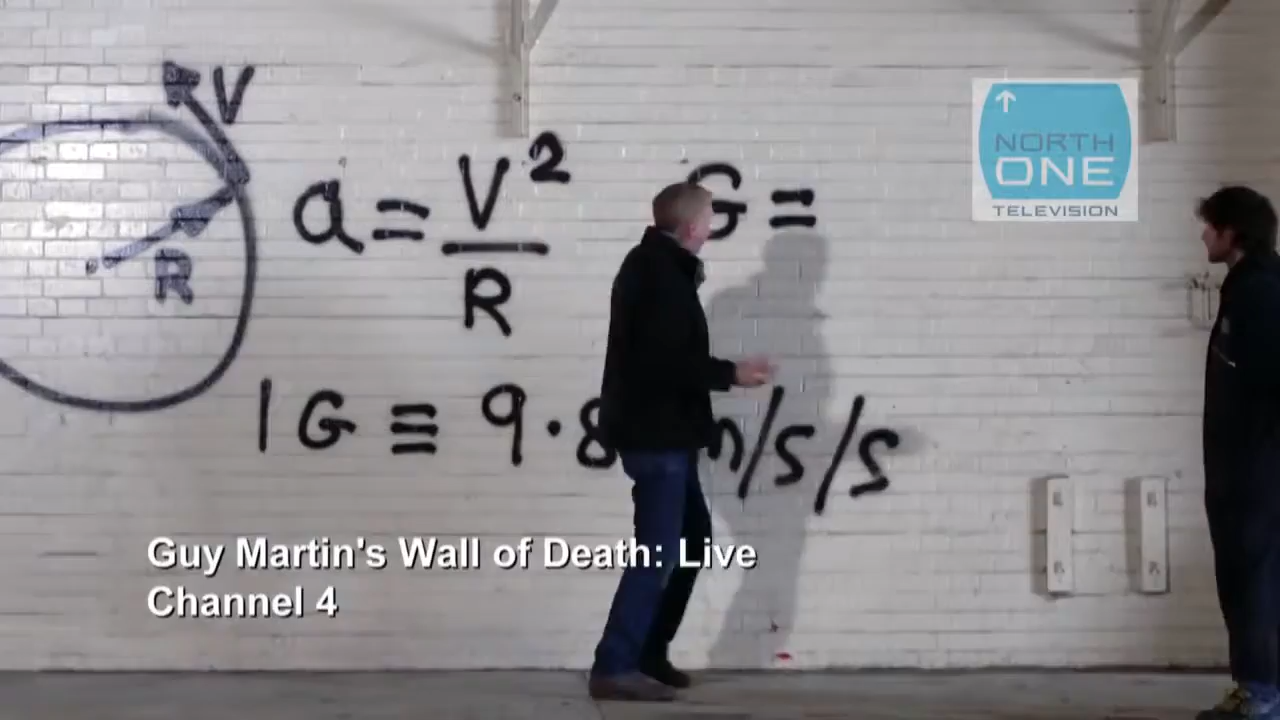 V
R
a = V² / R
G =
1G ≡ 9.8 m/s/s
NORTH
ONE
TELEVISION
Guy Martin's Wall of Death: Live
Channel 4